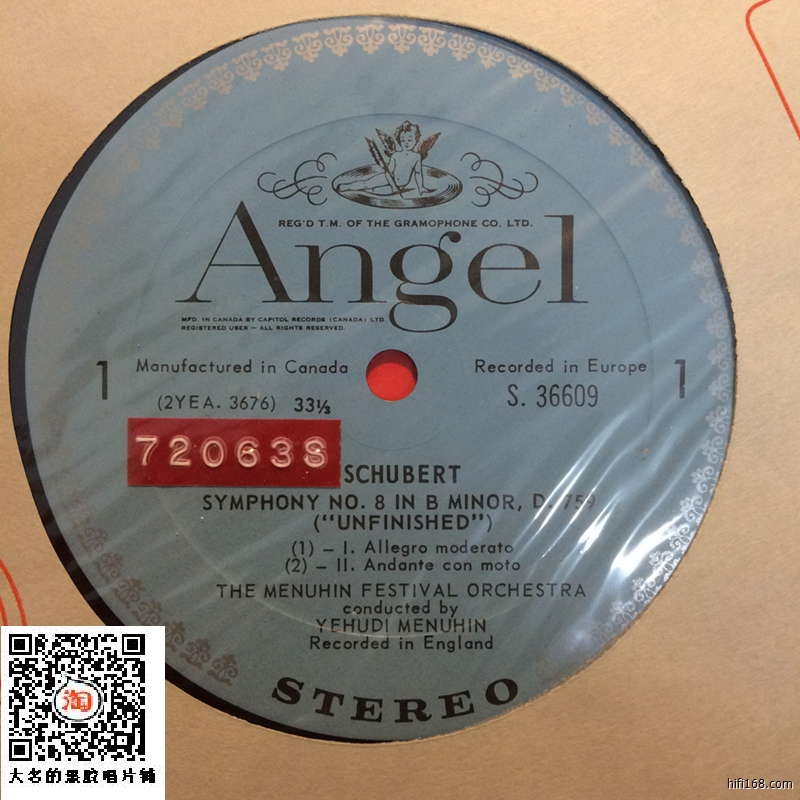 REG'D T.M. OF THE GRAMOPHONE CO. LTD.
Angel
MFD. IN CANADA BY CAPITOL RECORDS (CANADA) LTD.
REGISTERED USER — ALL RIGHTS RESERVED.
1
Manufactured in Canada
Recorded in Europe
1
(2YEA. 3676) 33⅓
S. 36609
72063S
SCHUBERT
SYMPHONY NO. 8 IN B MINOR, D. 759
("UNFINISHED")
(1) – I. Allegro moderato
(2) – II. Andante con moto
THE MENUHIN FESTIVAL ORCHESTRA
conducted by
YEHUDI MENUHIN
Recorded in England
STEREO
淘
大名的黑胶唱片铺
hifi168.com